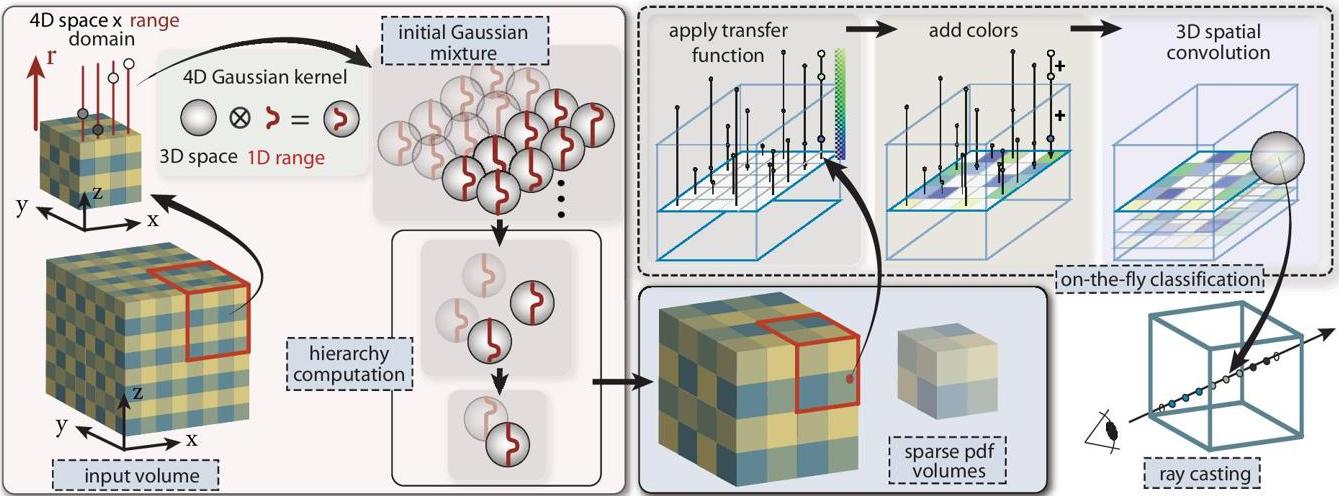 4D space x range
domain
r
z
y
x
4D Gaussian kernel
⊗
=
3D space 1D range
initial Gaussian
mixture
z
y
x
input volume
hierarchy
computation
apply transfer
function
add colors
+
+
3D spatial
convolution
on-the-fly classification
sparse pdf
volumes
ray casting